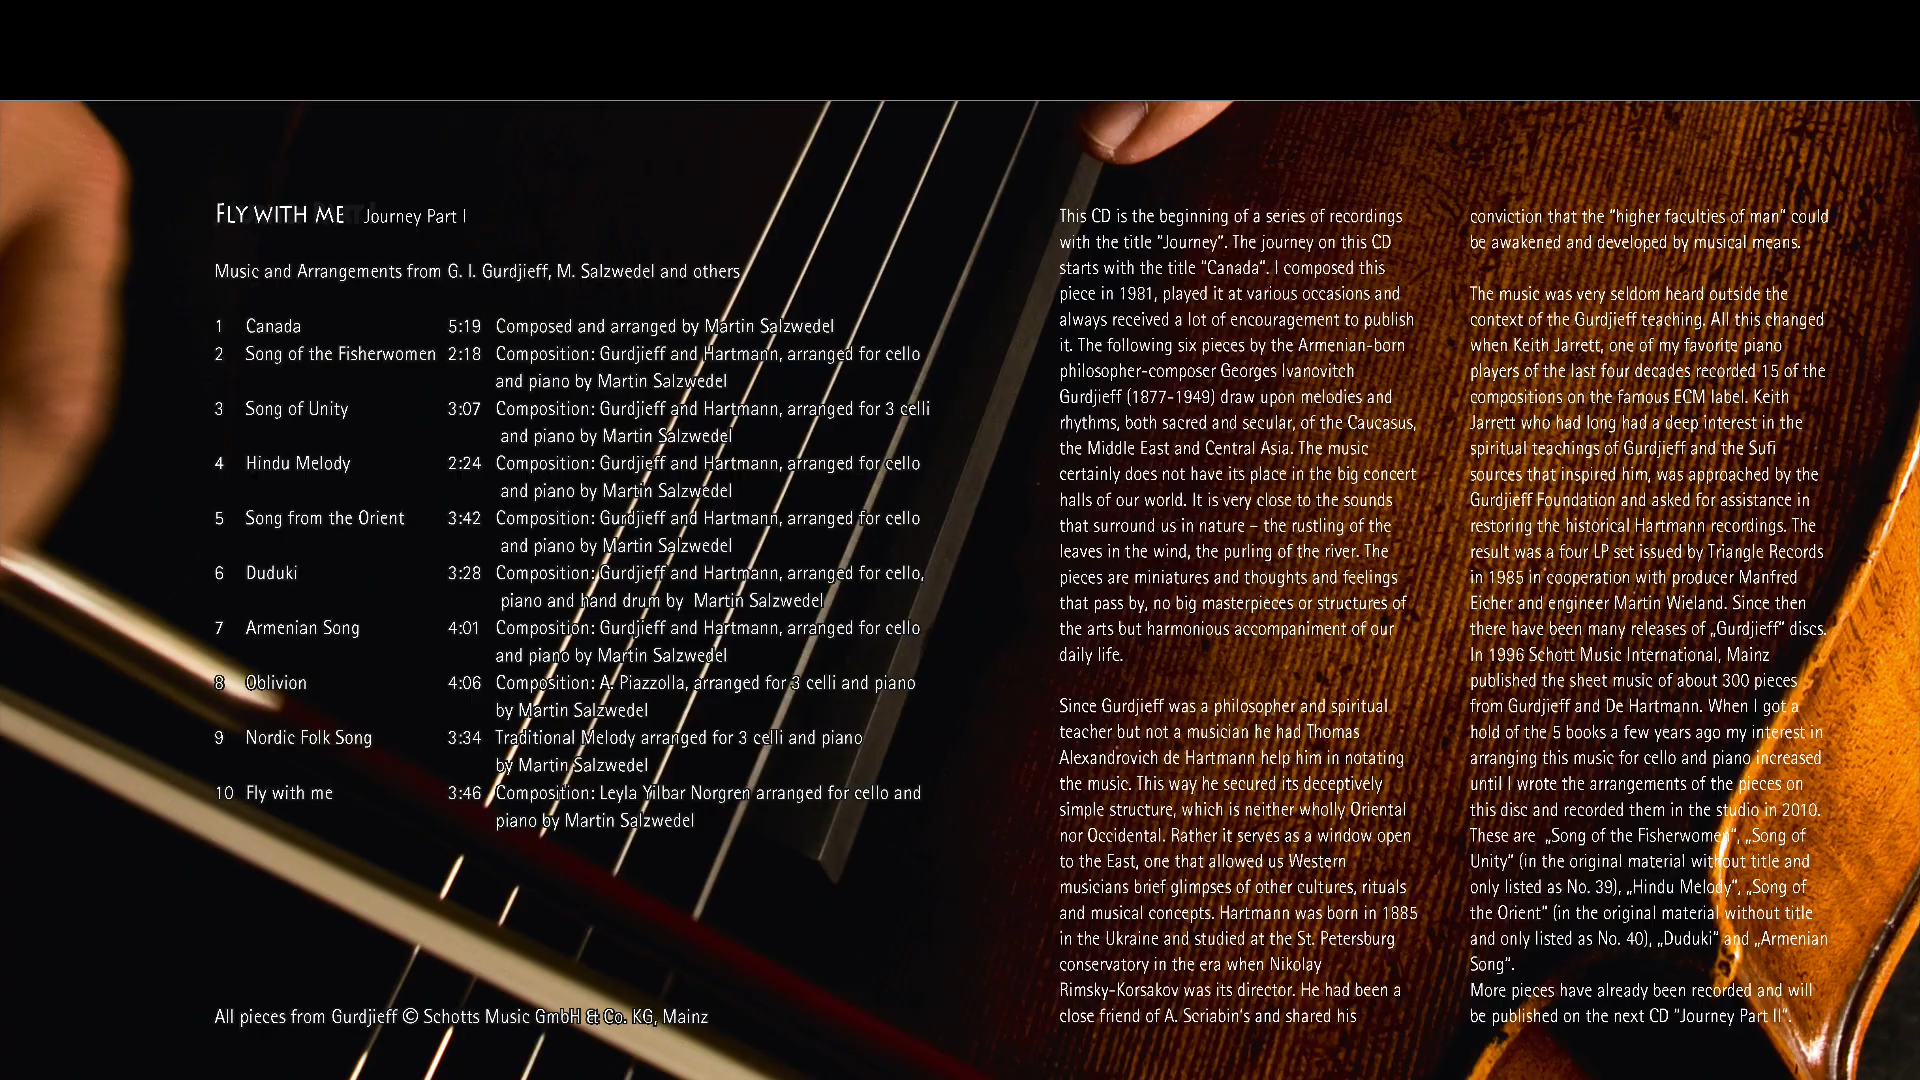 FLY WITH ME Journey Part I
Music and Arrangements from G. I. Gurdjieff, M. Salzwedel and others
1 Canada 5:19 Composed and arranged by Martin Salzwedel
2 Song of the Fisherwomen 2:18 Composition: Gurdjieff and Hartmann, arranged for cello
and piano by Martin Salzwedel
3 Song of Unity 3:07 Composition: Gurdjieff and Hartmann, arranged for 3 celli
and piano by Martin Salzwedel
4 Hindu Melody 2:24 Composition: Gurdjieff and Hartmann, arranged for cello
and piano by Martin Salzwedel
5 Song from the Orient 3:42 Composition: Gurdjieff and Hartmann, arranged for cello
and piano by Martin Salzwedel
6 Duduki 3:28 Composition: Gurdjieff and Hartmann, arranged for cello,
piano and hand drum by Martin Salzwedel
7 Armenian Song 4:01 Composition: Gurdjieff and Hartmann, arranged for cello
and piano by Martin Salzwedel
8 Oblivion 4:06 Composition: A. Piazzolla, arranged for 3 celli and piano
by Martin Salzwedel
9 Nordic Folk Song 3:34 Traditional Melody arranged for 3 celli and piano
by Martin Salzwedel
10 Fly with me 3:46 Composition: Leyla Yilbar Norgren arranged for cello and
piano by Martin Salzwedel
All pieces from Gurdjieff © Schotts Music GmbH & Co. KG, Mainz
This CD is the beginning of a series of recordings
with the title "Journey". The journey on this CD
starts with the title "Canada". I composed this
piece in 1981, played it at various occasions and
always received a lot of encouragement to publish
it. The following six pieces by the Armenian-born
philosopher-composer Georges Ivanovitch
Gurdjieff (1877-1949) draw upon melodies and
rhythms, both sacred and secular, of the Caucasus,
the Middle East and Central Asia. The music
certainly does not have its place in the big concert
halls of our world. It is very close to the sounds
that surround us in nature – the rustling of the
leaves in the wind, the purling of the river. The
pieces are miniatures and thoughts and feelings
that pass by, no big masterpieces or structures of
the arts but harmonious accompaniment of our
daily life.
Since Gurdjieff was a philosopher and spiritual
teacher but not a musician he had Thomas
Alexandrovich de Hartmann help him in notating
the music. This way he secured its deceptively
simple structure, which is neither wholly Oriental
nor Occidental. Rather it serves as a window open
to the East, one that allowed us Western
musicians brief glimpses of other cultures, rituals
and musical concepts. Hartmann was born in 1885
in the Ukraine and studied at the St. Petersburg
conservatory in the era when Nikolay
Rimsky-Korsakov was its director. He had been a
close friend of A. Scriabin's and shared his
conviction that the "higher faculties of man" could
be awakened and developed by musical means.
The music was very seldom heard outside the
context of the Gurdjieff teaching. All this changed
when Keith Jarrett, one of my favorite piano
players of the last four decades recorded 15 of the
compositions on the famous ECM label. Keith
Jarrett who had long had a deep interest in the
spiritual teachings of Gurdjieff and the Sufi
sources that inspired him, was approached by the
Gurdjieff Foundation and asked for assistance in
restoring the historical Hartmann recordings. The
result was a four LP set issued by Triangle Records
in 1985 in cooperation with producer Manfred
Eicher and engineer Martin Wieland. Since then
there have been many releases of „Gurdjieff" discs.
In 1996 Schott Music International, Mainz
published the sheet music of about 300 pieces
from Gurdjieff and De Hartmann. When I got a
hold of the 5 books a few years ago my interest in
arranging this music for cello and piano increased
until I wrote the arrangements of the pieces on
this disc and recorded them in the studio in 2010.
These are „Song of the Fisherwomen", „Song of
Unity" (in the original material without title and
only listed as No. 39), „Hindu Melody", „Song of
the Orient" (in the original material without title
and only listed as No. 40), „Duduki" and „Armenian
Song".
More pieces have already been recorded and will
be published on the next CD "Journey Part II".